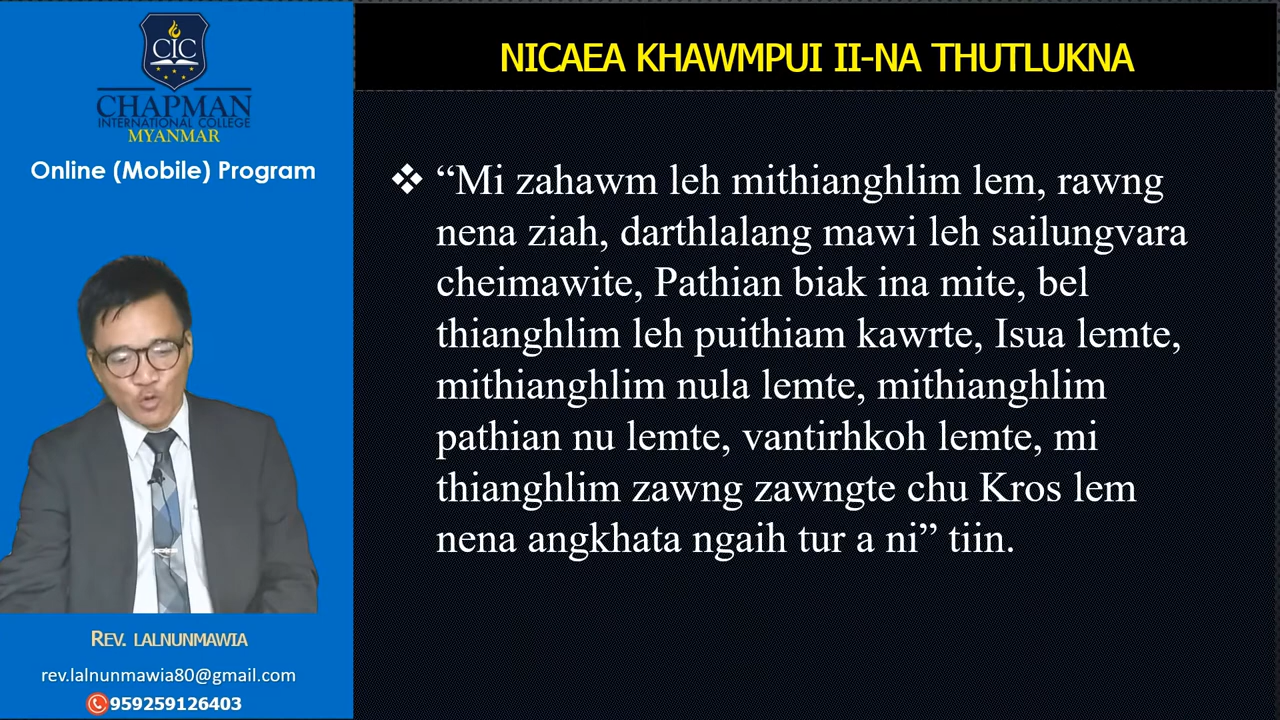 CIC
CHAPMAN
INTERNATIONAL COLLEGE
MYANMAR
Online (Mobile) Program
REV. LALNUNMAWIA
rev.lalnunmawia80@gmail.com
959259126403
NICAEA KHAWMPUI II-NA THUTLUKNA
❖ “Mi zahawm leh mithianghlim lem, rawng
nena ziah, darthlalang mawi leh sailungvara
cheimawite, Pathian biak ina mite, bel
thianghlim leh puithiam kawrte, Isua lemte,
mithianghlim nula lemte, mithianghlim
pathian nu lemte, vantirhkoh lemte, mi
thianghlim zawng zawngte chu Kros lem
nena angkhata ngaih tur a ni” tiin.